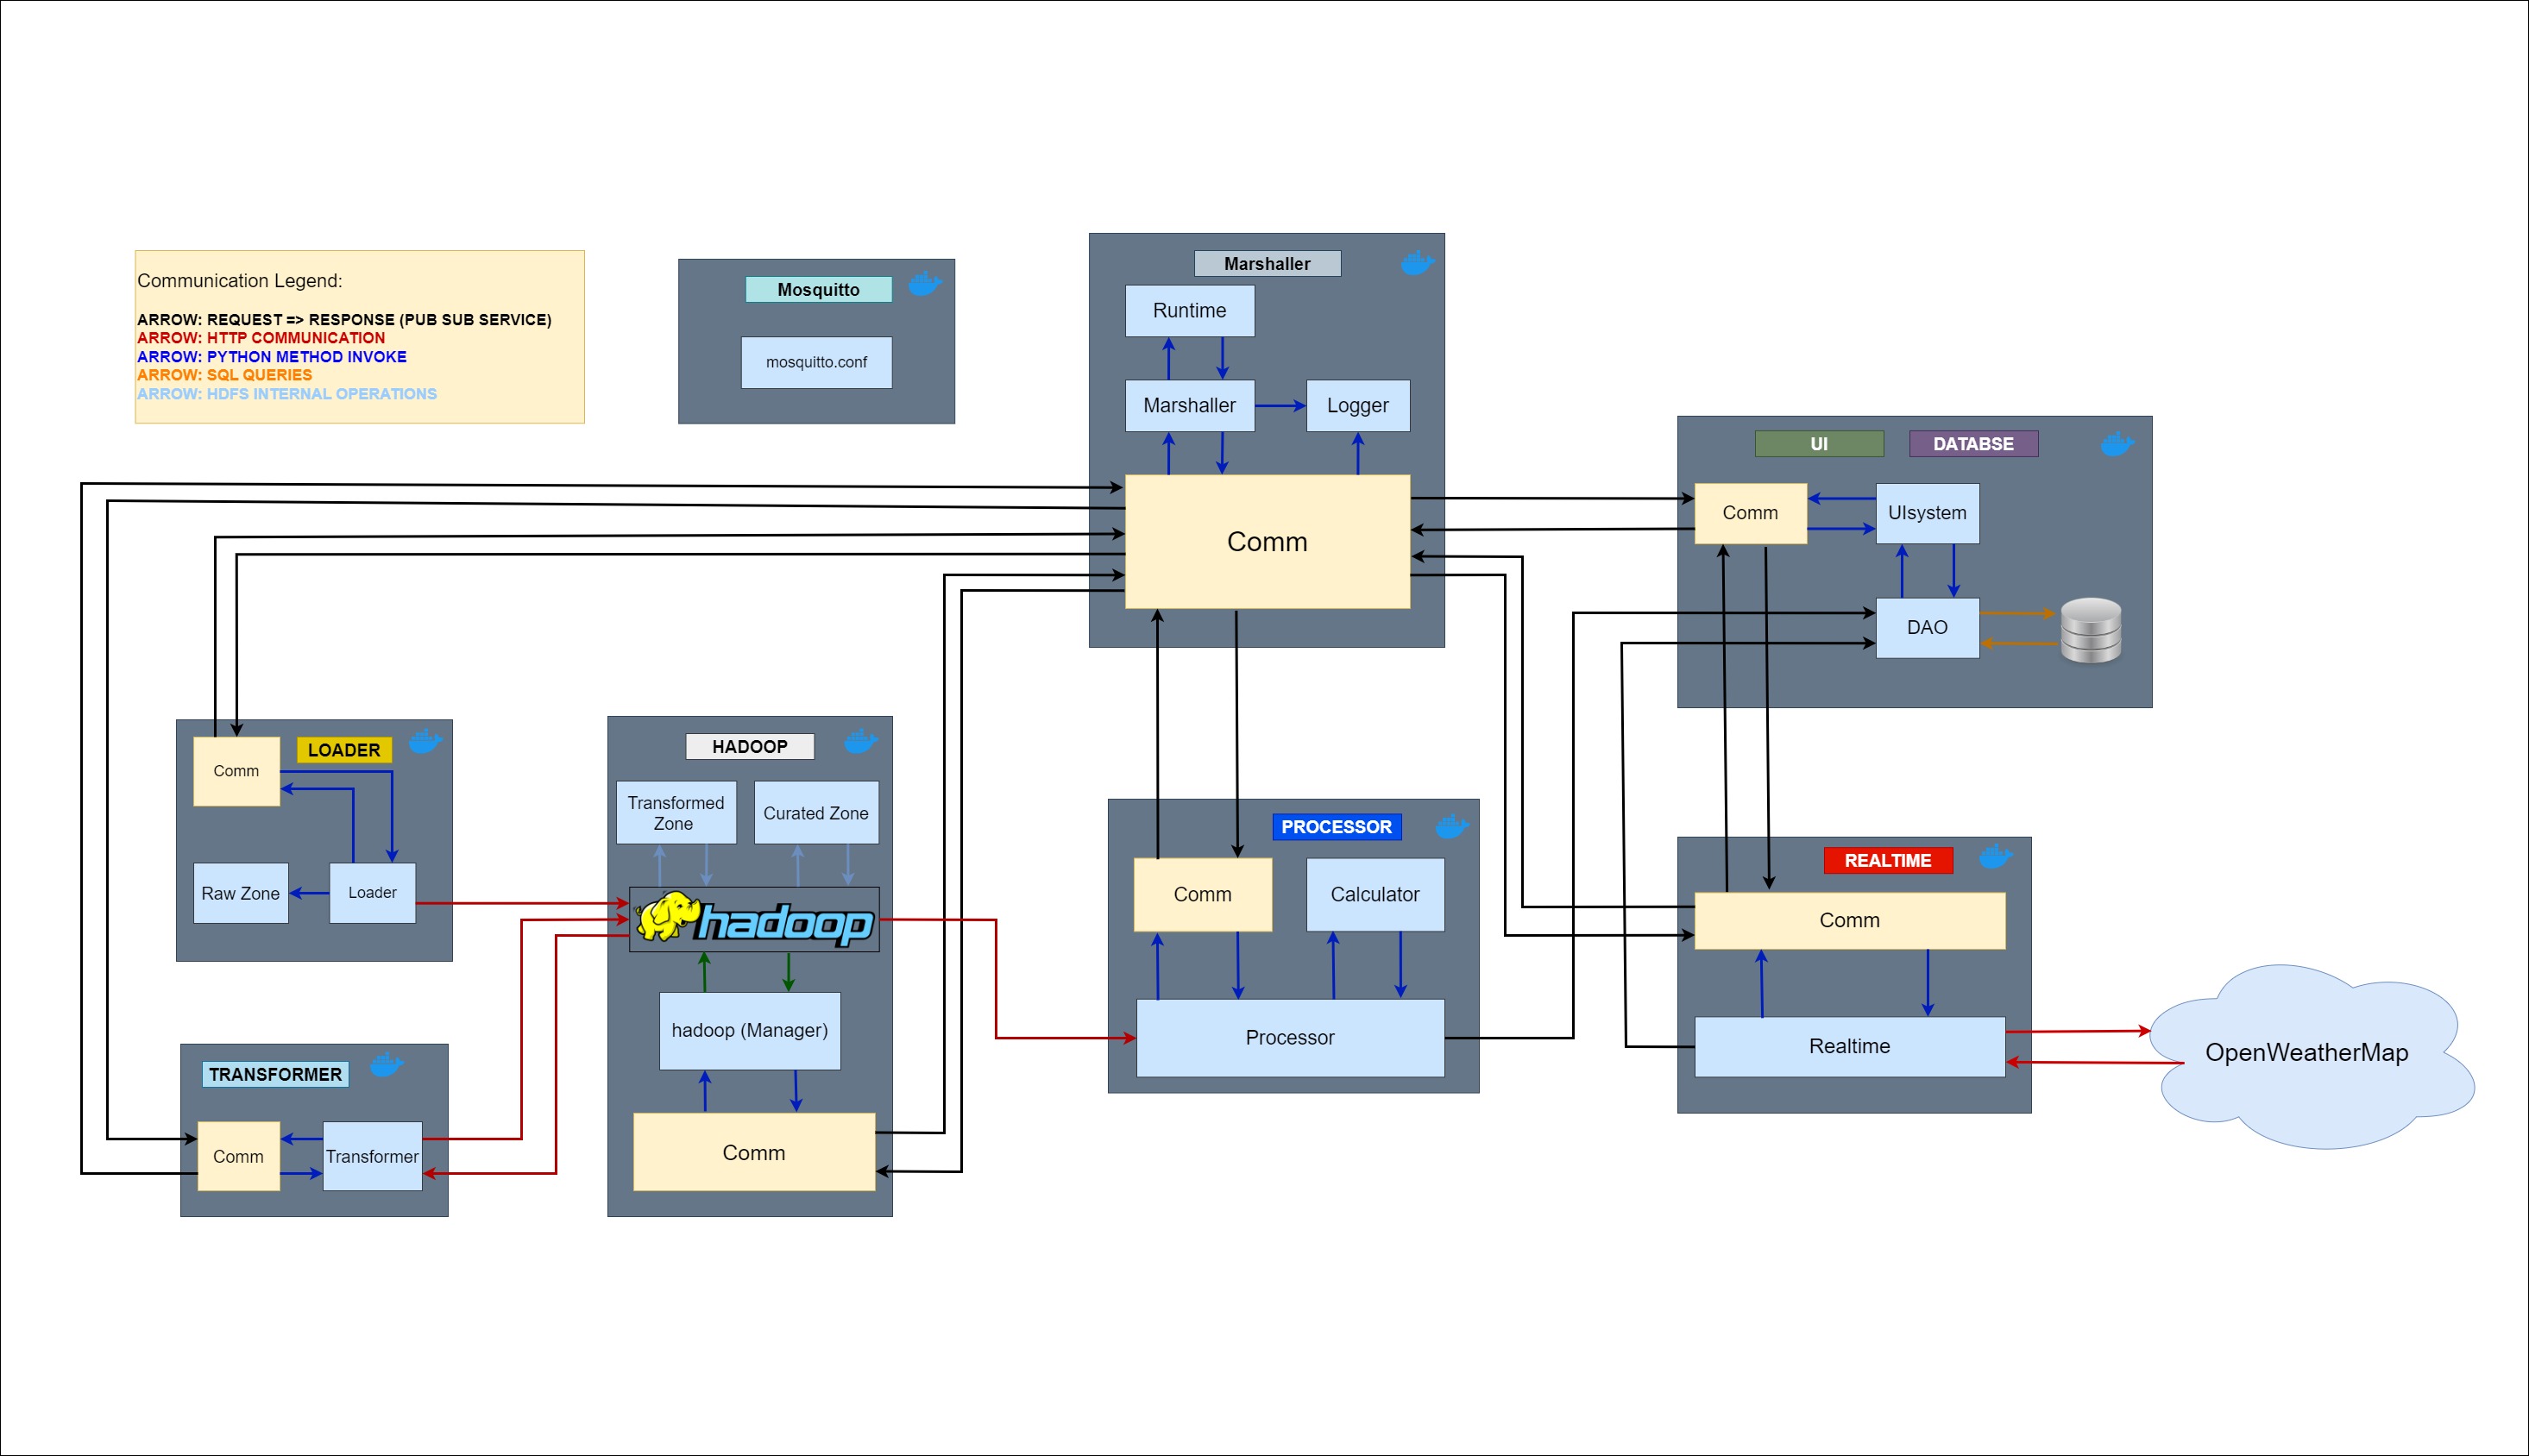 Communication Legend:
ARROW: REQUEST => RESPONSE (PUB SUB SERVICE)
ARROW: HTTP COMMUNICATION
ARROW: PYTHON METHOD INVOKE
ARROW: SQL QUERIES
ARROW: HDFS INTERNAL OPERATIONS
Mosquitto
mosquitto.conf
Marshaller
Runtime
Marshaller
Logger
Comm
UI
DATABSE
Comm
UIsystem
DAO
LOADER
Comm
Raw Zone
Loader
HADOOP
Transformed
Zone
Curated Zone
hadoop
hadoop (Manager)
Comm
TRANSFORMER
Comm
Transformer
PROCESSOR
Comm
Calculator
Processor
REALTIME
Comm
Realtime
OpenWeatherMap